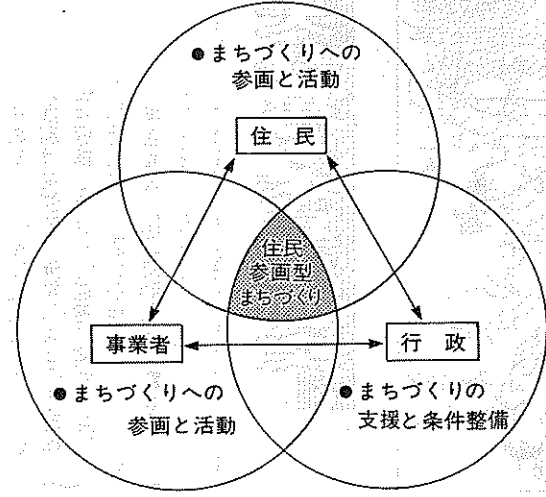 ●まちづくりへの
参画と活動
住民
住民
参画型
まちづくり
事業者
行政
●まちづくりへの
参画と活動
●まちづくりの
支援と条件整備